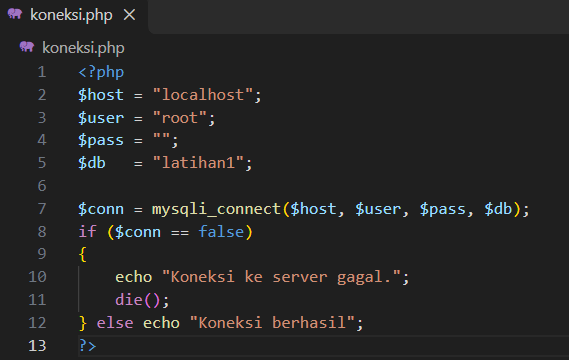 koneksi.php
koneksi.php
1 <?php
2 $host = "localhost";
3 $user = "root";
4 $pass = "";
5 $db   = "latihan1";
6
7 $conn = mysqli_connect($host, $user, $pass, $db);
8 if ($conn == false)
9 {
10     echo "Koneksi ke server gagal.";
11     die();
12 } else echo "Koneksi berhasil";
13 ?>